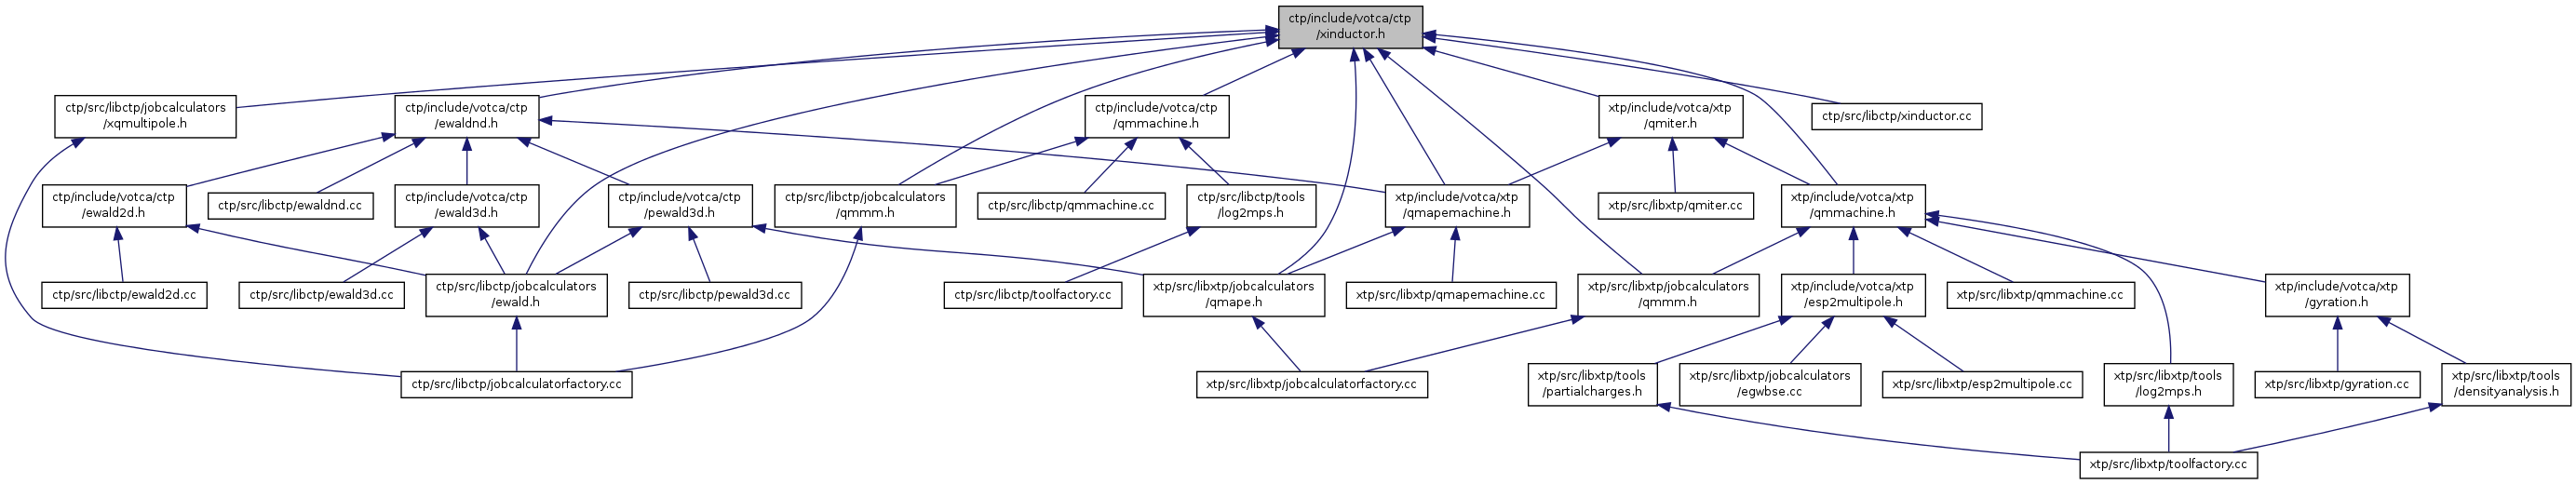 ctp/include/votca/ctp
/xinductor.h
ctp/src/libctp/jobcalculators
/xqmultipole.h
ctp/include/votca/ctp
/ewaldnd.h
ctp/include/votca/ctp
/qmmachine.h
xtp/include/votca/xtp
/qmiter.h
ctp/src/libctp/xinductor.cc
ctp/include/votca/ctp
/ewald2d.h
ctp/src/libctp/ewaldnd.cc
ctp/include/votca/ctp
/ewald3d.h
ctp/include/votca/ctp
/pewald3d.h
ctp/src/libctp/jobcalculators
/qmmm.h
ctp/src/libctp/qmmachine.cc
ctp/src/libctp/tools
/log2mps.h
xtp/include/votca/xtp
/qmapemachine.h
xtp/src/libxtp/qmiter.cc
xtp/include/votca/xtp
/qmmachine.h
ctp/src/libctp/ewald2d.cc
ctp/src/libctp/ewald3d.cc
ctp/src/libctp/jobcalculators
/ewald.h
ctp/src/libctp/pewald3d.cc
ctp/src/libctp/toolfactory.cc
xtp/src/libxtp/jobcalculators
/qmape.h
xtp/src/libxtp/qmapemachine.cc
xtp/src/libxtp/jobcalculators
/qmmm.h
xtp/include/votca/xtp
/esp2multipole.h
xtp/src/libxtp/qmmachine.cc
xtp/include/votca/xtp
/gyration.h
ctp/src/libctp/jobcalculatorfactory.cc
xtp/src/libxtp/jobcalculatorfactory.cc
xtp/src/libxtp/tools
/partialcharges.h
xtp/src/libxtp/jobcalculators
/egwbse.cc
xtp/src/libxtp/esp2multipole.cc
xtp/src/libxtp/tools
/log2mps.h
xtp/src/libxtp/gyration.cc
xtp/src/libxtp/tools
/densityanalysis.h
xtp/src/libxtp/toolfactory.cc